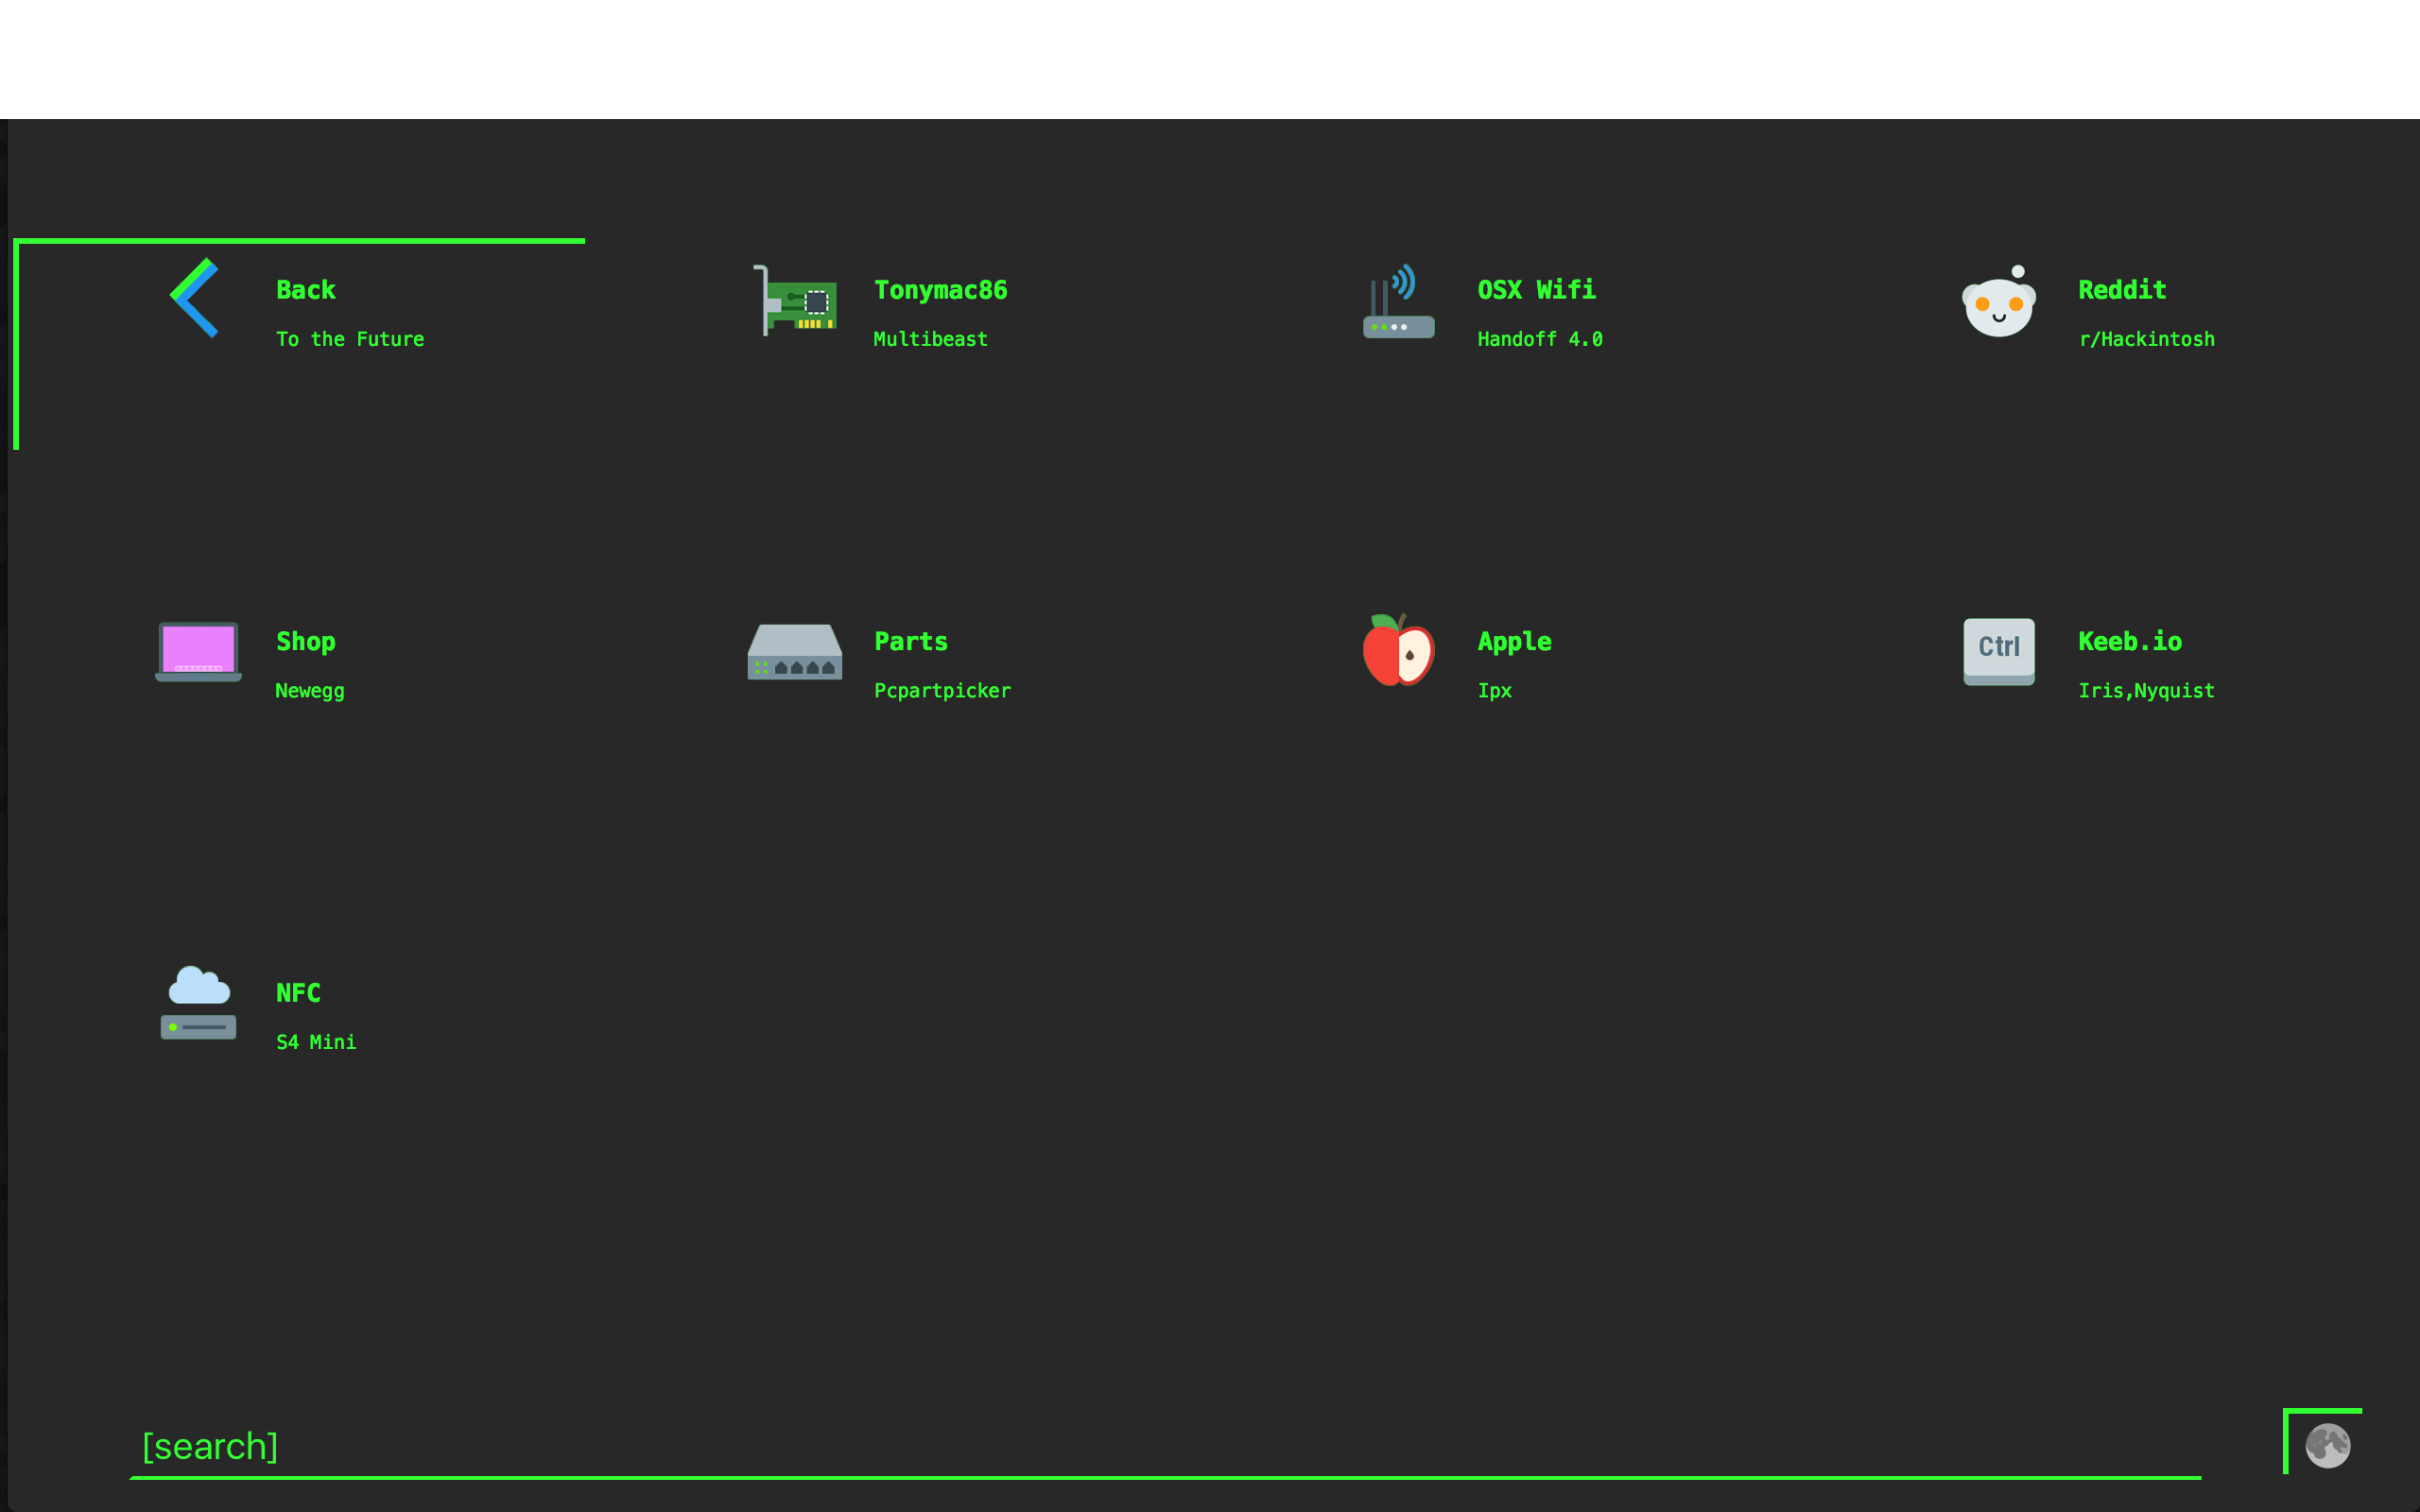 Back
To the Future
Tonymac86
Multibeast
OSX Wifi
Handoff 4.0
Reddit
r/Hackintosh
Shop
Newegg
Parts
Pcpartpicker
Apple
Ipx
Ctrl
Keeb.io
Iris,Nyquist
NFC
S4 Mini
[search]